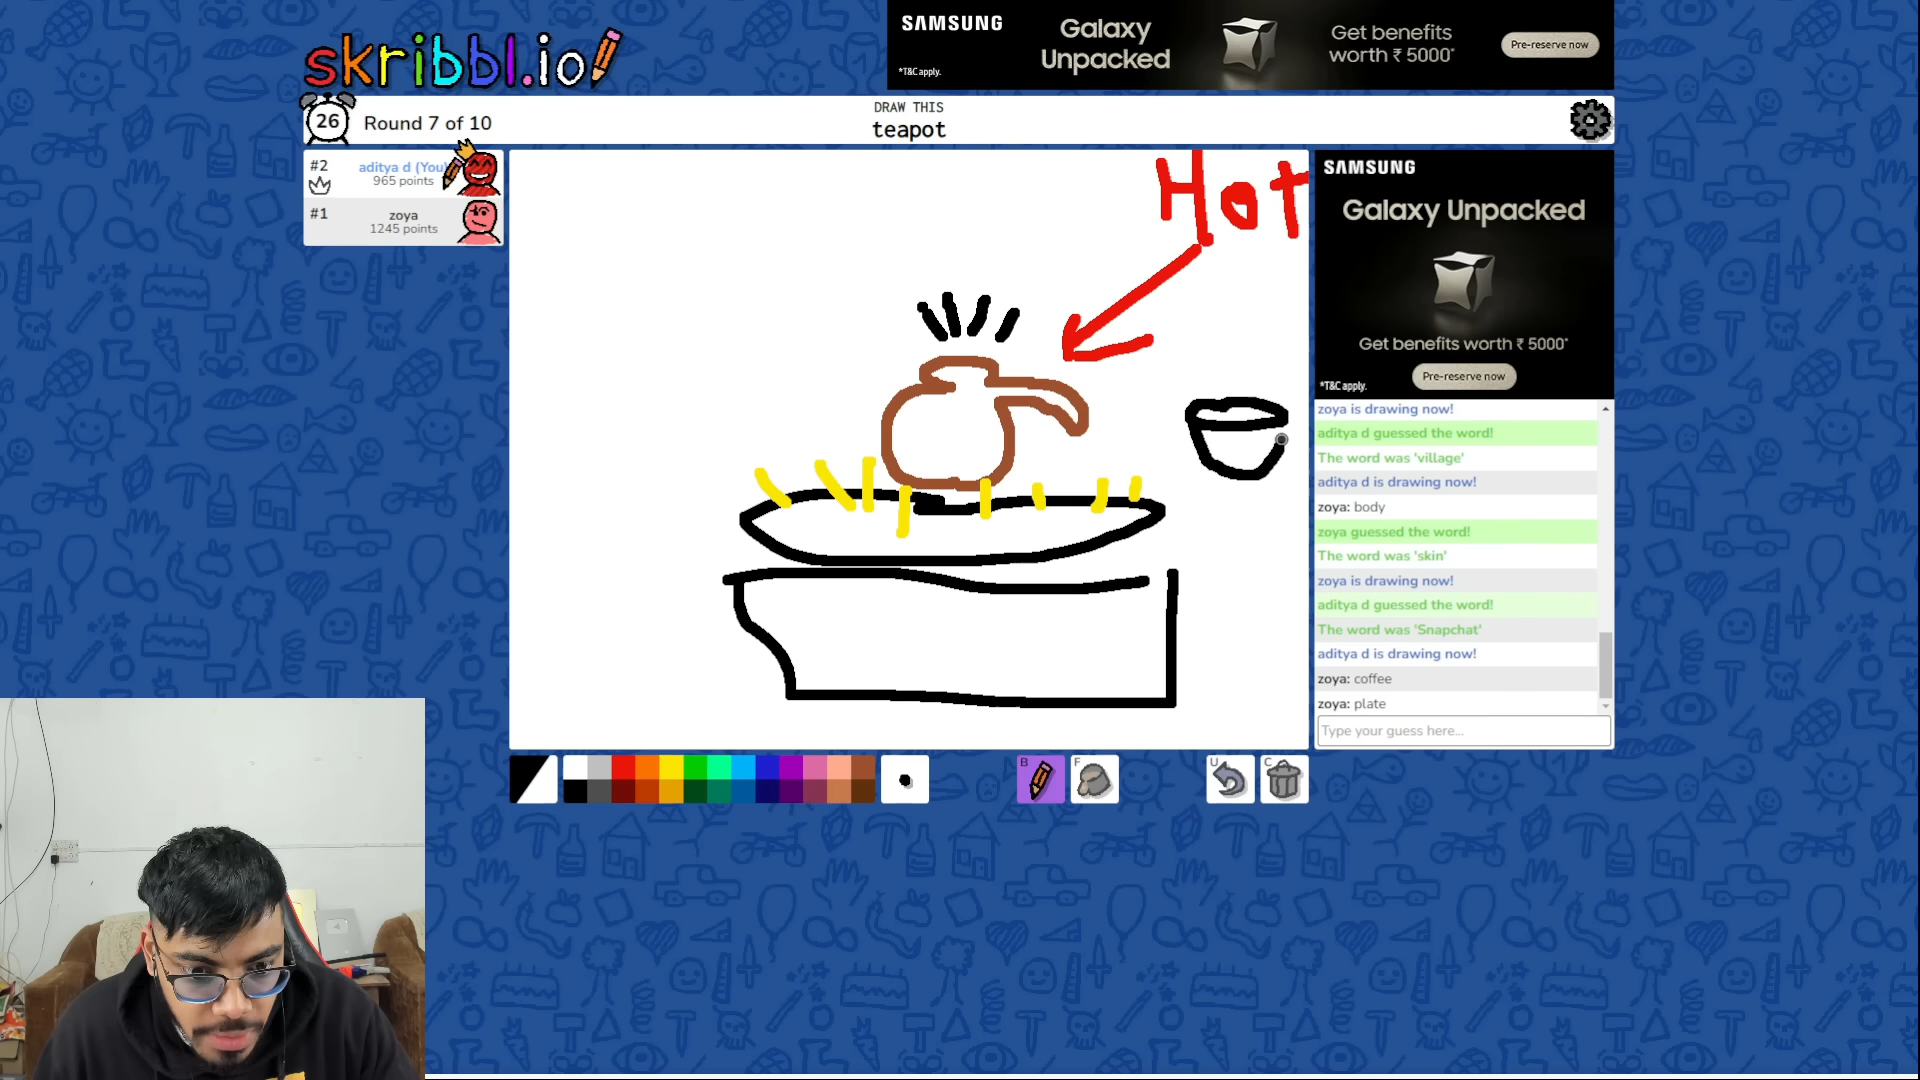 skribbl.io
SAMSUNG
*T&C apply.
Galaxy
Unpacked
Get benefits
worth ₹ 5000*
Pre-reserve now
26
Round 7 of 10
DRAW THIS
teapot
#2
aditya d (You)
965 points
#1
zoya
1245 points
Hot
SAMSUNG
Galaxy Unpacked
Get benefits worth ₹ 5000*
*T&C apply.
Pre-reserve now
zoya is drawing now!
aditya d guessed the word!
The word was 'village'
aditya d is drawing now!
zoya: body
zoya guessed the word!
The word was 'skin'
zoya is drawing now!
aditya d guessed the word!
The word was 'Snapchat'
aditya d is drawing now!
zoya: coffee
zoya: plate
Type your guess here...
B
F
U
C